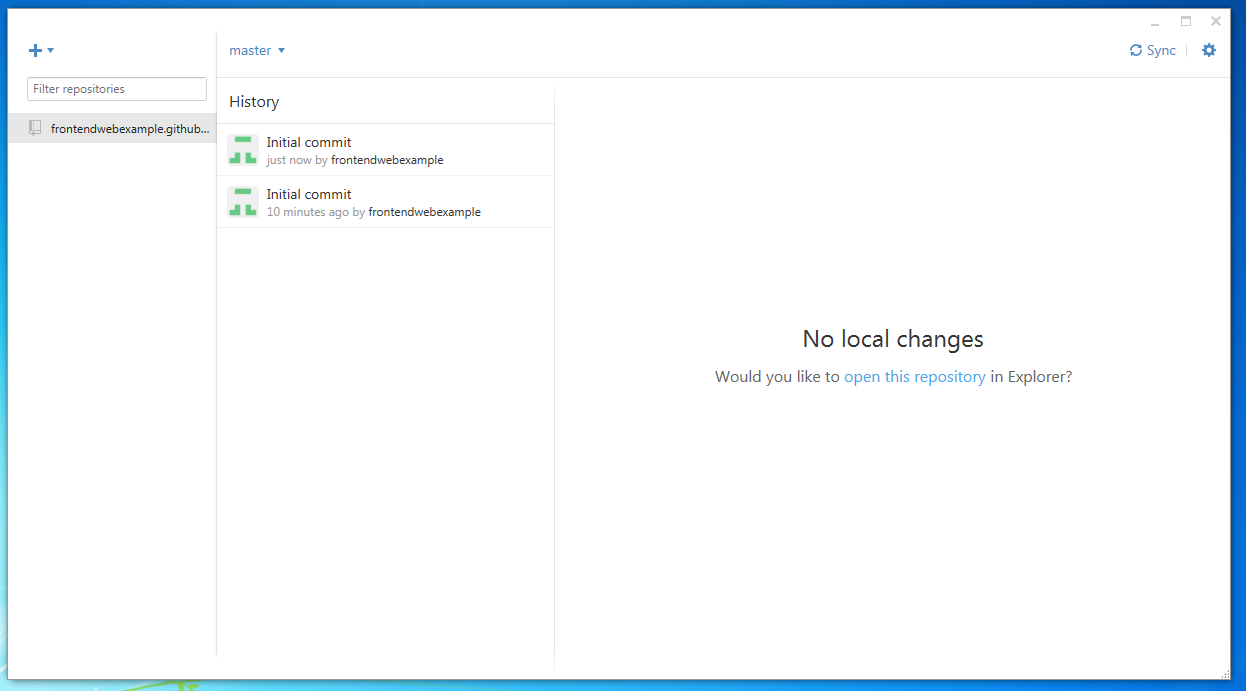 master
Sync
Filter repositories
frontendwebexample.github...
History
Initial commit
just now by frontendwebexample
Initial commit
10 minutes ago by frontendwebexample
No local changes
Would you like to open this repository in Explorer?